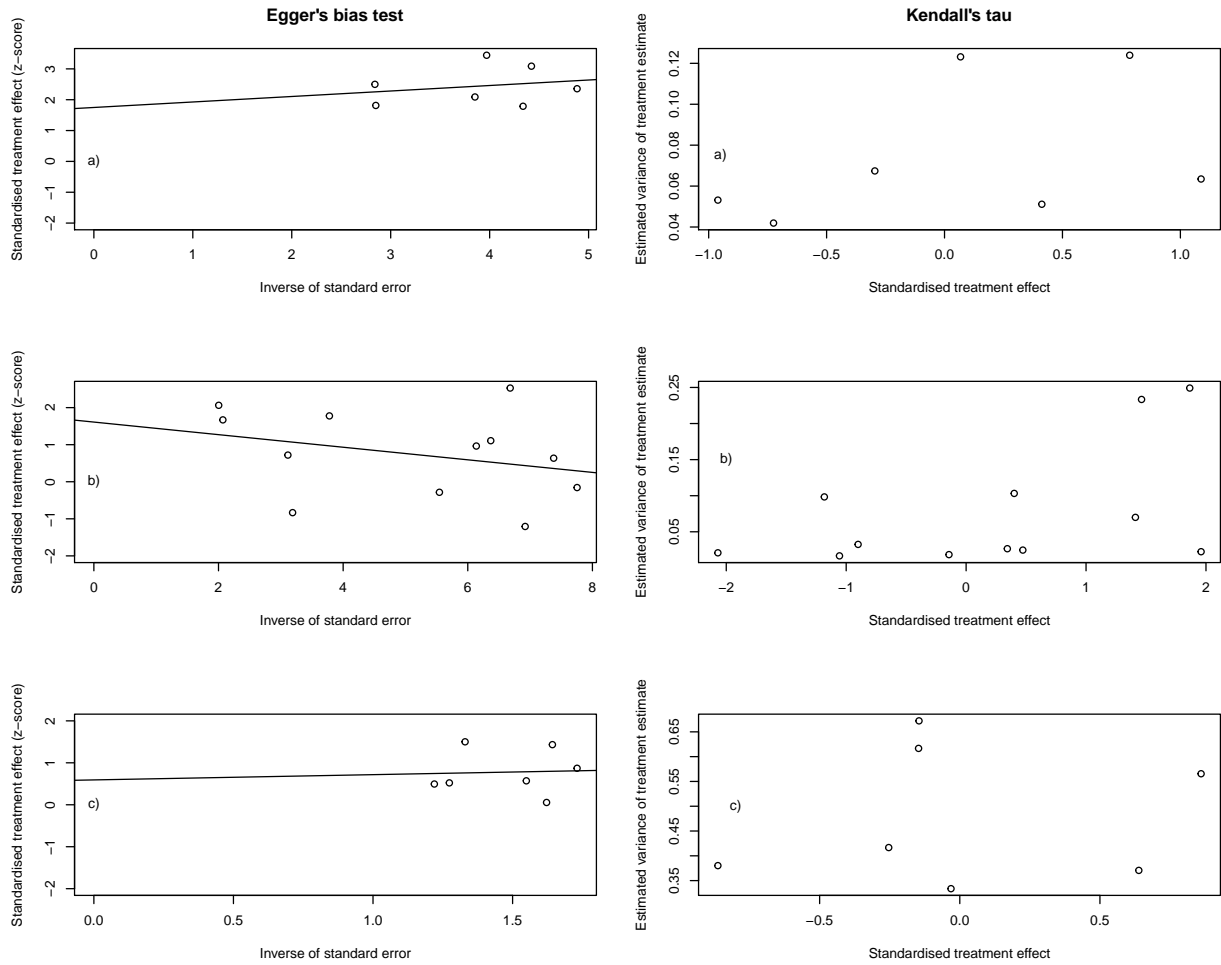 Egger's bias test
Kendall's tau
Standardised treatment effect (z−score)
3
2
1
0
−1
−2
a)
0 1 2 3 4 5
Inverse of standard error
Estimated variance of treatment estimate
0.12
0.10
0.08
0.06
0.04
a)
−1.0 −0.5 0.0 0.5 1.0
Standardised treatment effect
Standardised treatment effect (z−score)
2
1
0
−1
−2
b)
0 2 4 6 8
Inverse of standard error
Estimated variance of treatment estimate
0.25
0.15
0.05
b)
−2 −1 0 1 2
Standardised treatment effect
Standardised treatment effect (z−score)
2
1
0
−1
−2
c)
0.0 0.5 1.0 1.5
Inverse of standard error
Estimated variance of treatment estimate
0.65
0.55
0.45
0.35
c)
−0.5 0.0 0.5
Standardised treatment effect